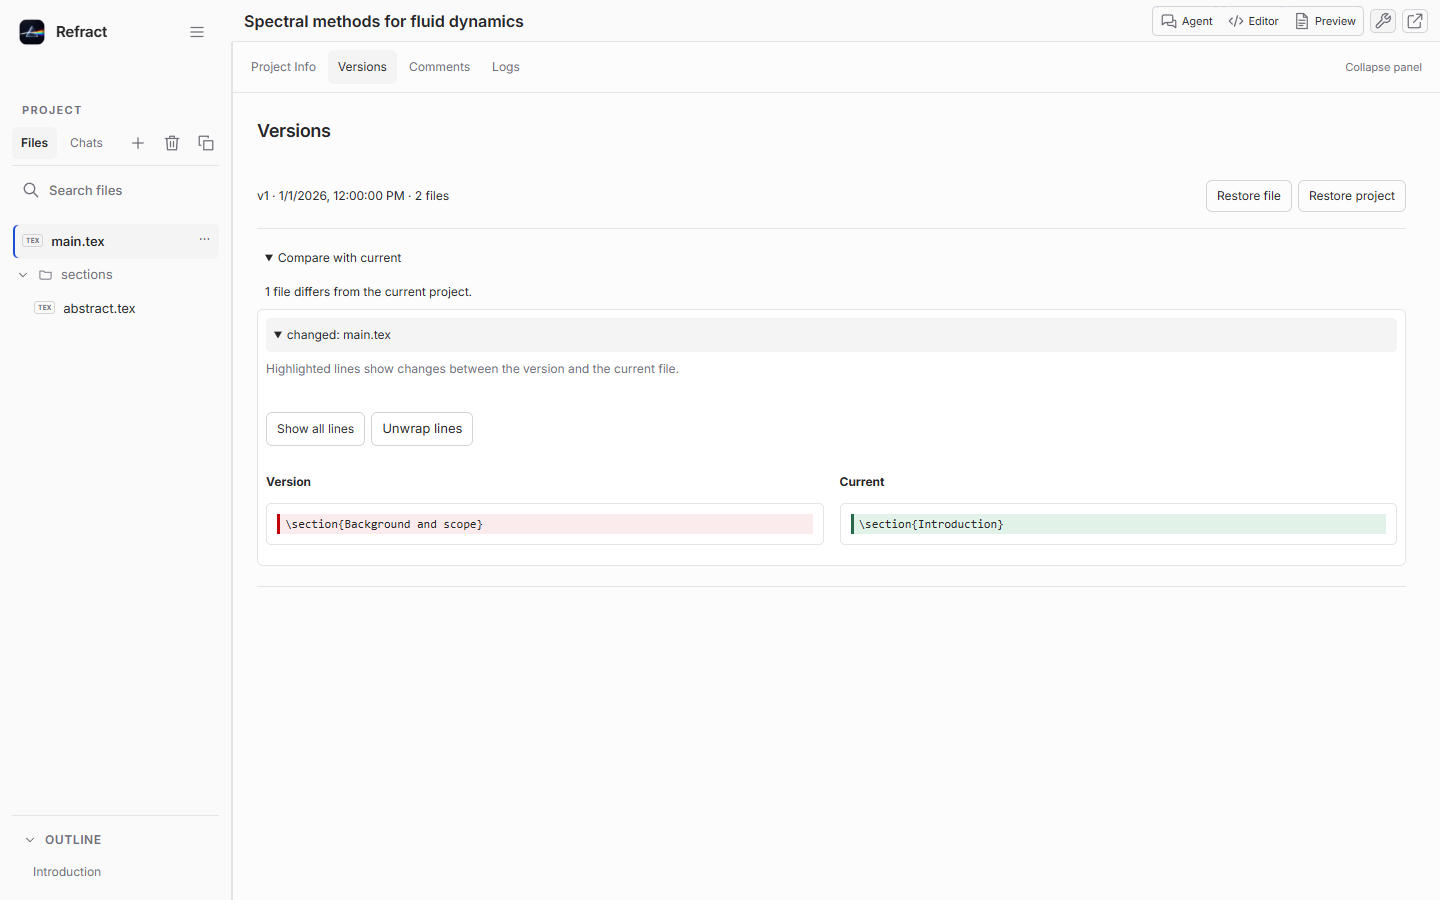 Refract
Spectral methods for fluid dynamics
Agent
Editor
Preview
Project Info
Versions
Comments
Logs
Collapse panel
PROJECT
Files
Chats
Search files
TEX main.tex
sections
TEX abstract.tex
Versions
v1 · 1/1/2026, 12:00:00 PM · 2 files
Restore file
Restore project
Compare with current
1 file differs from the current project.
changed: main.tex
Highlighted lines show changes between the version and the current file.
Show all lines
Unwrap lines
Version
\section{Background and scope}
Current
\section{Introduction}
OUTLINE
Introduction